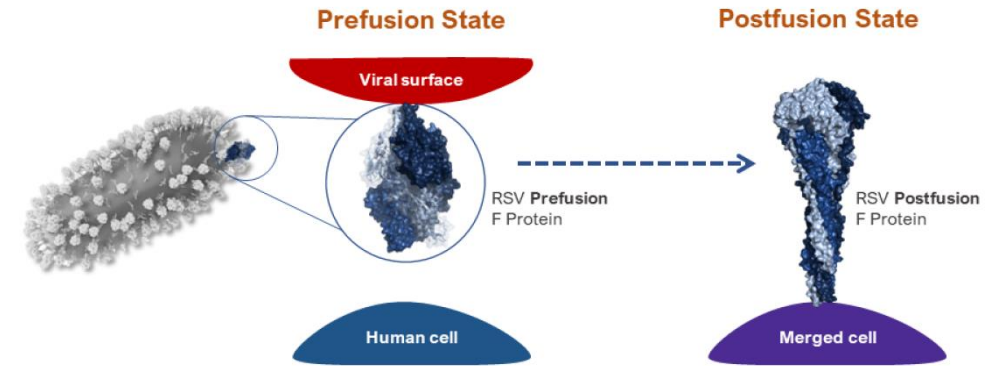 Prefusion State
Postfusion State
Viral surface
RSV Prefusion
F Protein
RSV Postfusion
F Protein
Human cell
Merged cell